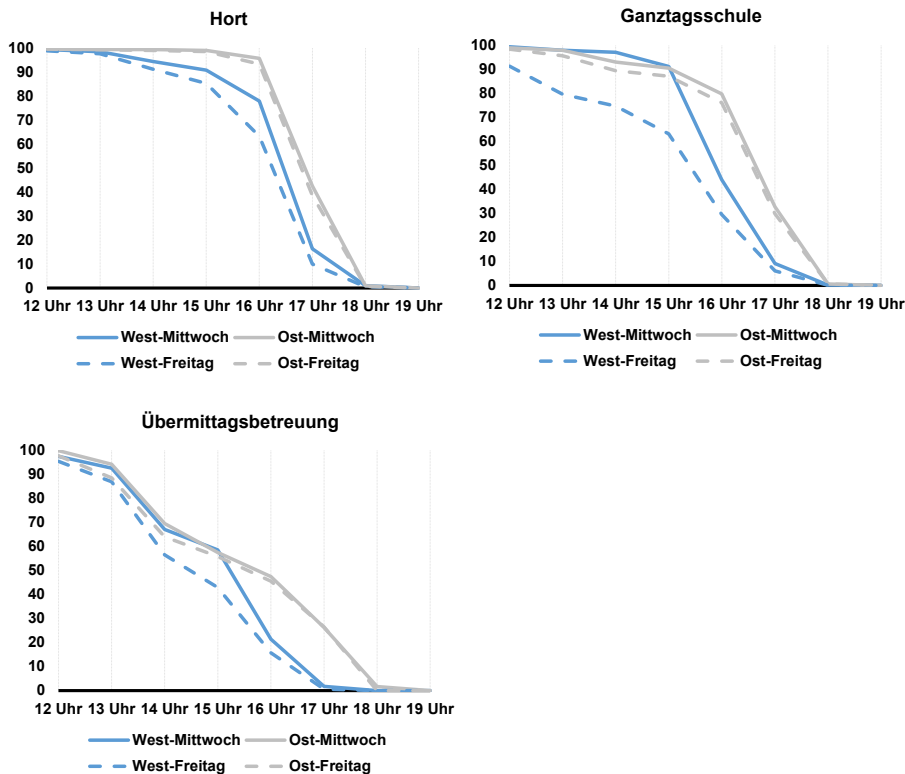 Hort
100
90
80
70
60
50
40
30
20
10
0
12 Uhr 13 Uhr 14 Uhr 15 Uhr 16 Uhr 17 Uhr 18 Uhr 19 Uhr
West-Mittwoch Ost-Mittwoch
West-Freitag Ost-Freitag
Ganztagsschule
100
90
80
70
60
50
40
30
20
10
0
12 Uhr 13 Uhr 14 Uhr 15 Uhr 16 Uhr 17 Uhr 18 Uhr 19 Uhr
West-Mittwoch Ost-Mittwoch
West-Freitag Ost-Freitag
Übermittagsbetreuung
100
90
80
70
60
50
40
30
20
10
0
12 Uhr 13 Uhr 14 Uhr 15 Uhr 16 Uhr 17 Uhr 18 Uhr 19 Uhr
West-Mittwoch Ost-Mittwoch
West-Freitag Ost-Freitag